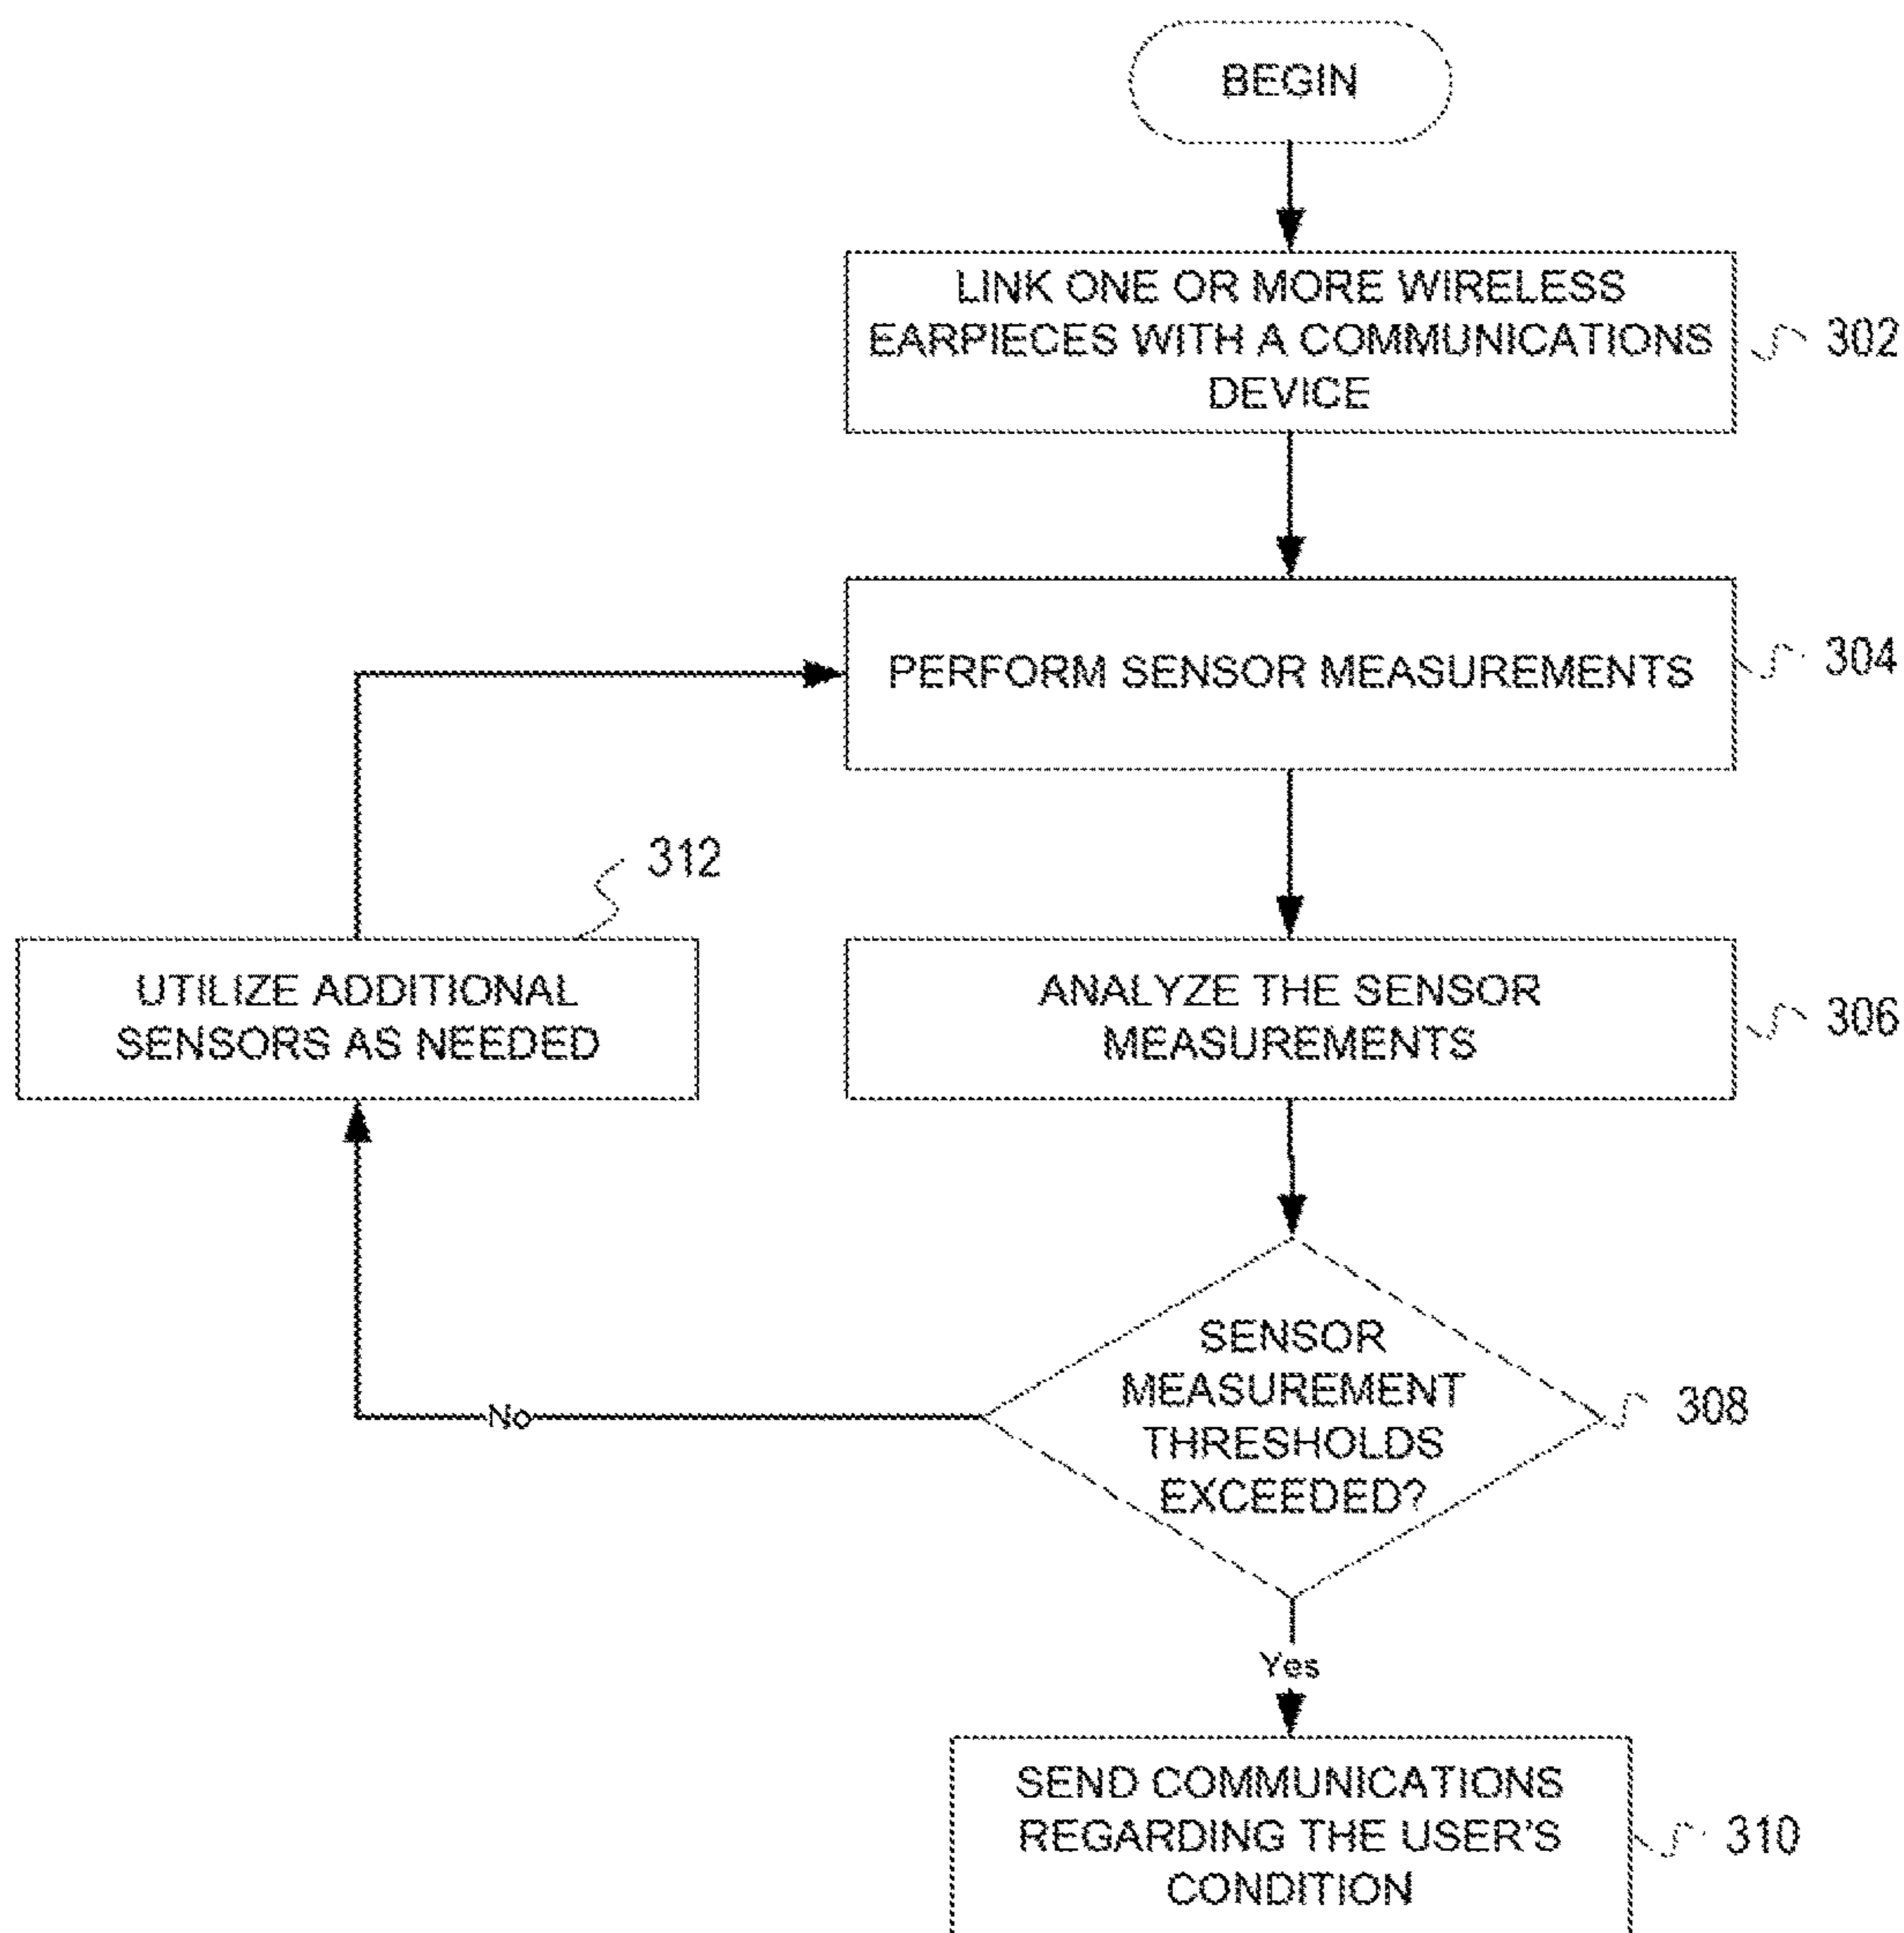 BEGIN
LINK ONE OR MORE WIRELESS
EARPIECES WITH A COMMUNICATIONS
DEVICE
302
PERFORM SENSOR MEASUREMENTS
304
312
UTILIZE ADDITIONAL
SENSORS AS NEEDED
ANALYZE THE SENSOR
MEASUREMENTS
306
SENSOR
MEASUREMENT
THRESHOLDS
EXCEEDED?
308
No
Yes
SEND COMMUNICATIONS
REGARDING THE USER'S
CONDITION
310